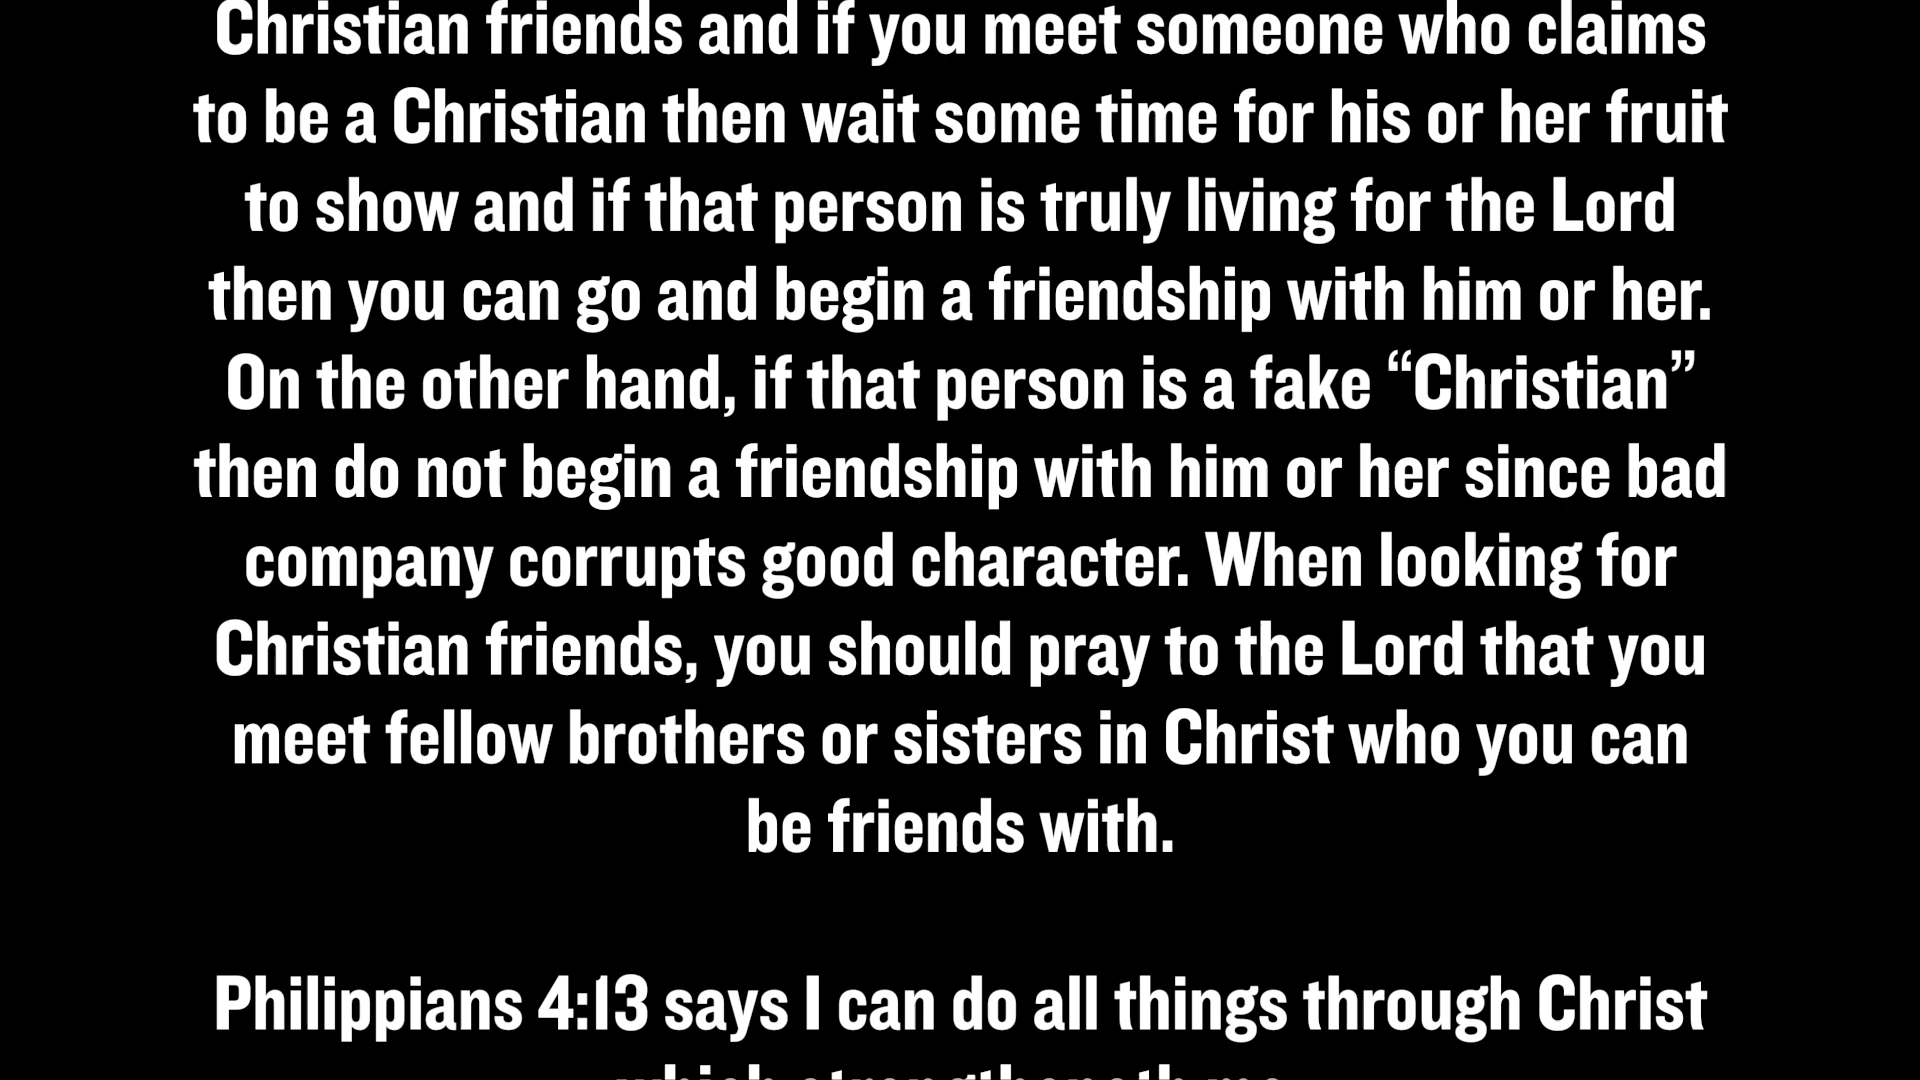 Christian friends and if you meet someone who claims
to be a Christian then wait some time for his or her fruit
to show and if that person is truly living for the Lord
then you can go and begin a friendship with him or her.
On the other hand, if that person is a fake “Christian”
then do not begin a friendship with him or her since bad
company corrupts good character. When looking for
Christian friends, you should pray to the Lord that you
meet fellow brothers or sisters in Christ who you can
be friends with.
Philippians 4:13 says I can do all things through Christ
which strengtheneth me